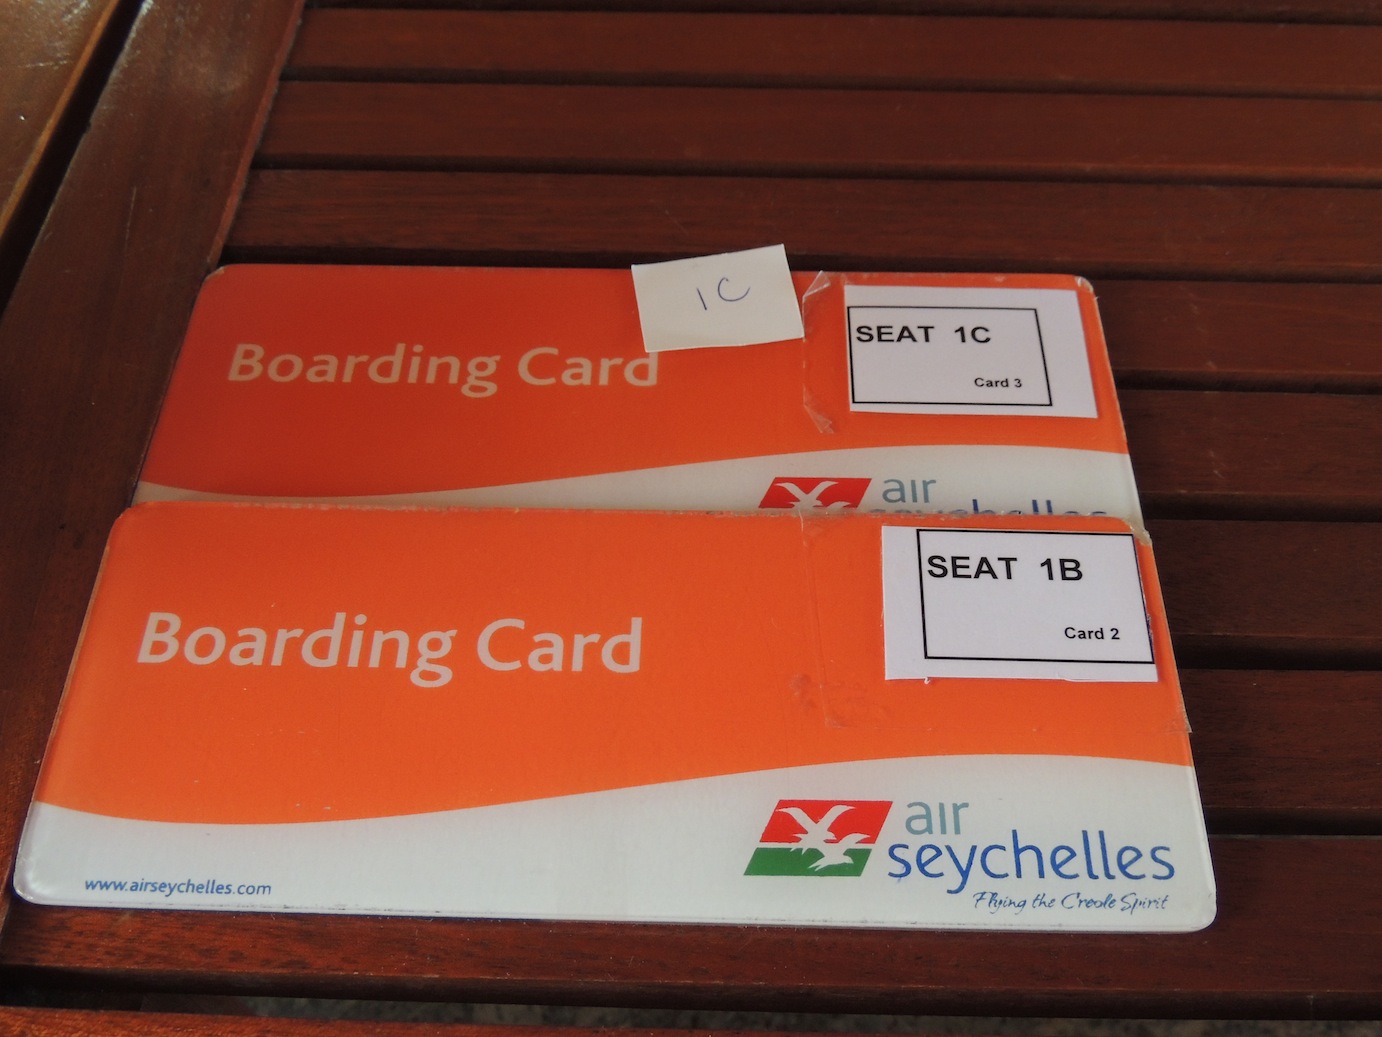 1C
SEAT 1C
Card 3
Boarding Card
air
seychelles
SEAT 1B
Card 2
Boarding Card
air
seychelles
Flying the Creole Spirit
www.airseychelles.com